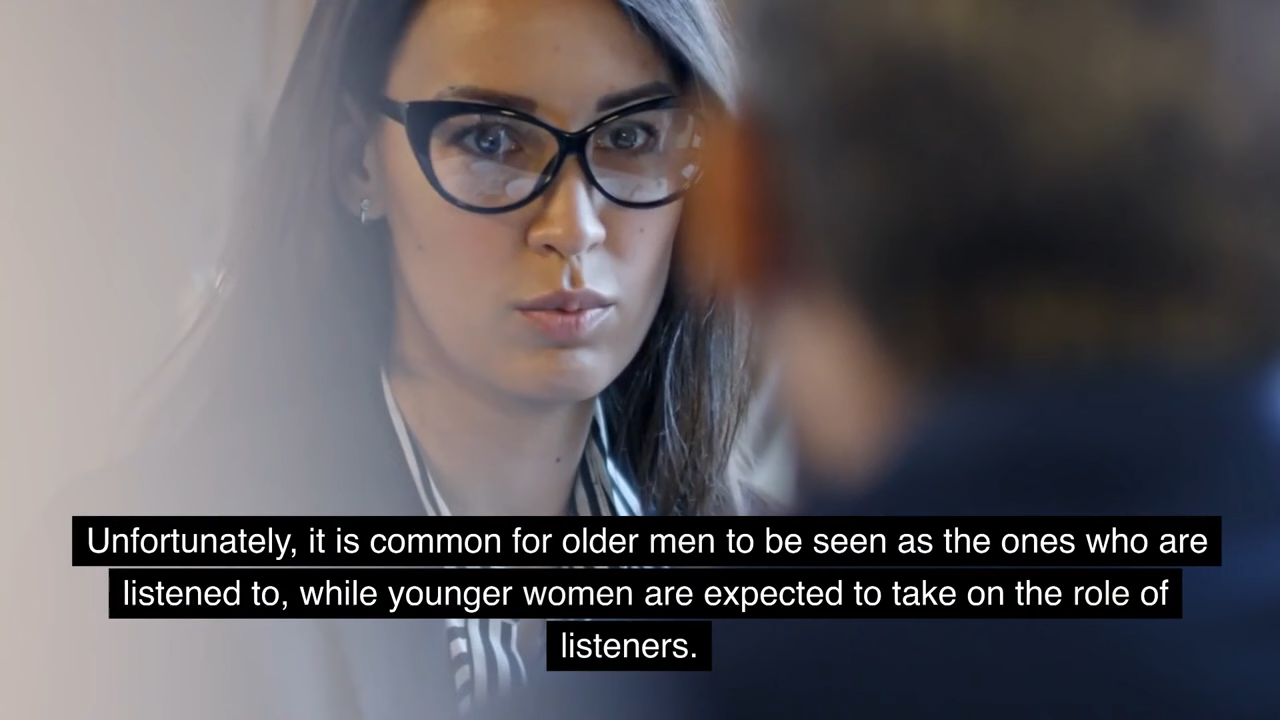 Unfortunately, it is common for older men to be seen as the ones who are
listened to, while younger women are expected to take on the role of
listeners.